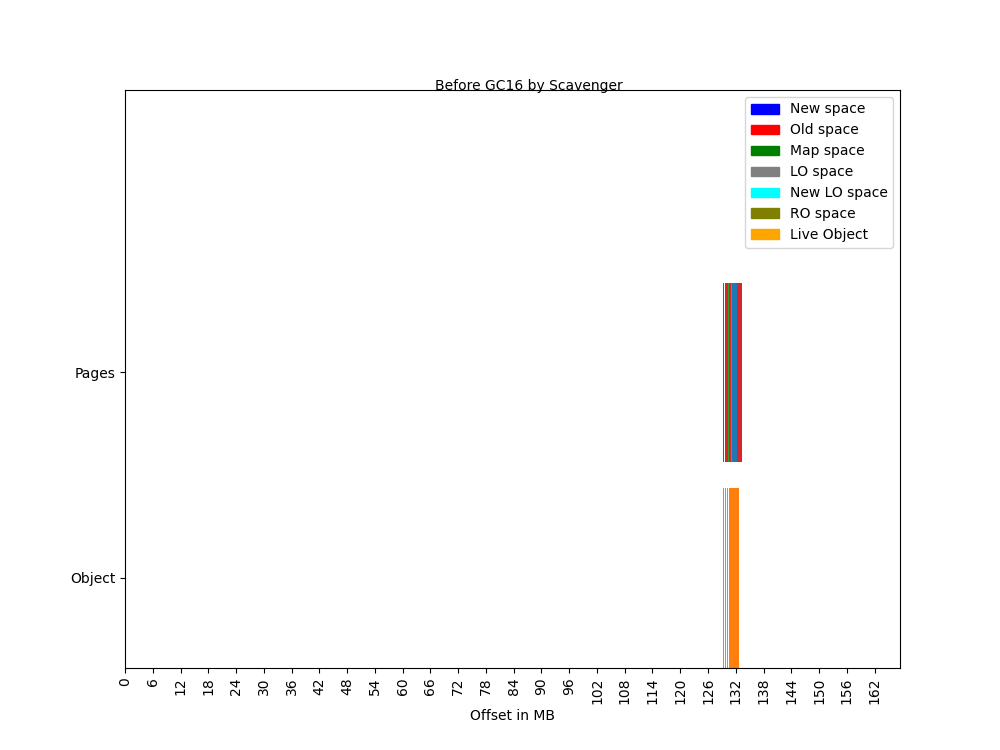 Before GC16 by Scavenger
New space
Old space
Map space
LO space
New LO space
RO space
Live Object
Pages
Object
0 6 12 18 24 30 36 42 48 54 60 66 72 78 84 90 96 102 108 114 120 126 132 138 144 150 156 162
Offset in MB